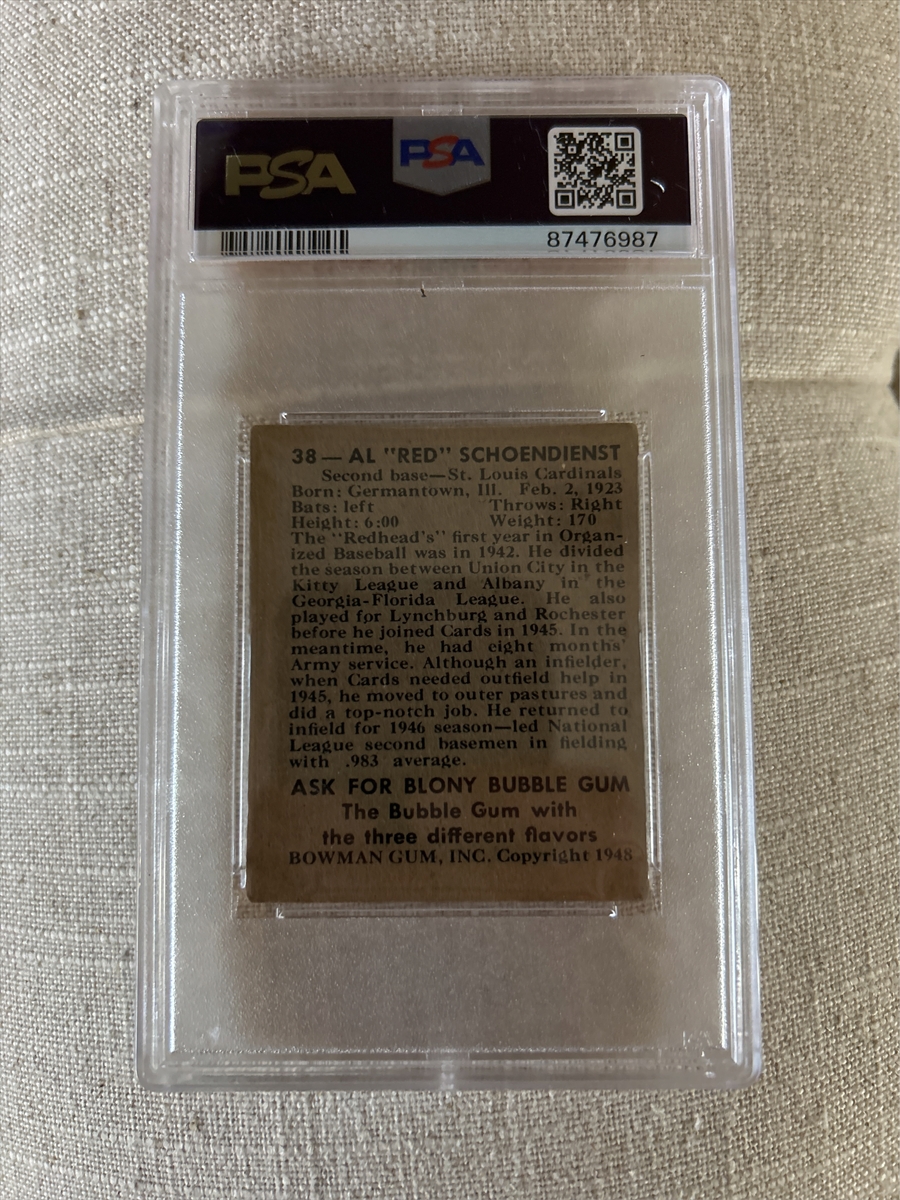 PSA
PSA
87476987
38 — AL "RED" SCHOENDIENST
Second base—St. Louis Cardinals
Born: Germantown, Ill. Feb. 2, 1923
Bats: left Throws: Right
Height: 6:00 Weight: 170
The "Redhead's" first year in Organ-
ized Baseball was in 1942. He divided
the season between Union City in the
Kitty League and Albany in the
Georgia-Florida League. He also
played for Lynchburg and Rochester
before he joined Cards in 1945. In the
meantime, he had eight months'
Army service. Although an infielder,
when Cards needed outfield help in
1945, he moved to outer pastures and
did a top-notch job. He returned to
infield for 1946 season—led National
League second basemen in fielding
with .983 average.
ASK FOR BLONY BUBBLE GUM
The Bubble Gum with
the three different flavors
BOWMAN GUM, INC. Copyright 1948